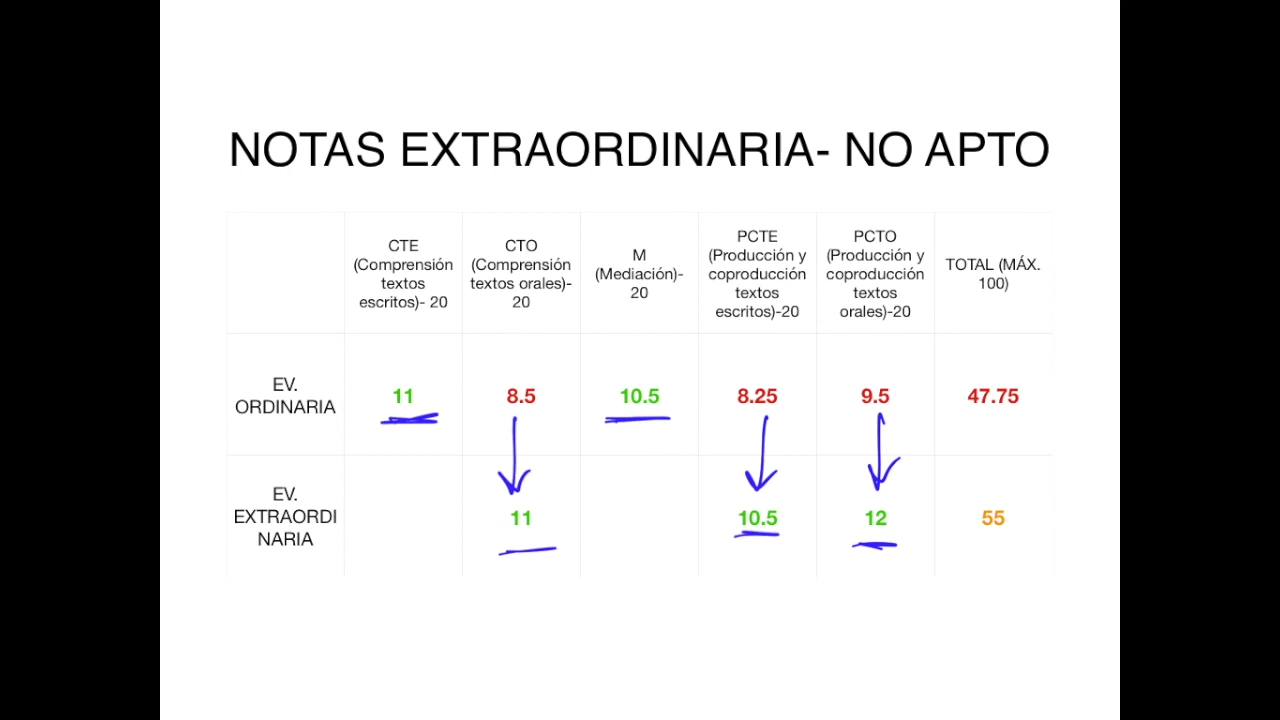 NOTAS EXTRAORDINARIA- NO APTO
CTE
(Comprensión
textos
escritos)- 20
CTO
(Comprensión
textos orales)-
20
M
(Mediación)-
20
PCTE
(Producción y
coproducción
textos
escritos)-20
PCTO
(Producción y
coproducción
textos
orales)-20
TOTAL (MÁX.
100)
EV.
ORDINARIA
11
8.5
10.5
8.25
9.5
47.75
EV.
EXTRAORDI
NARIA
11
10.5
12
55